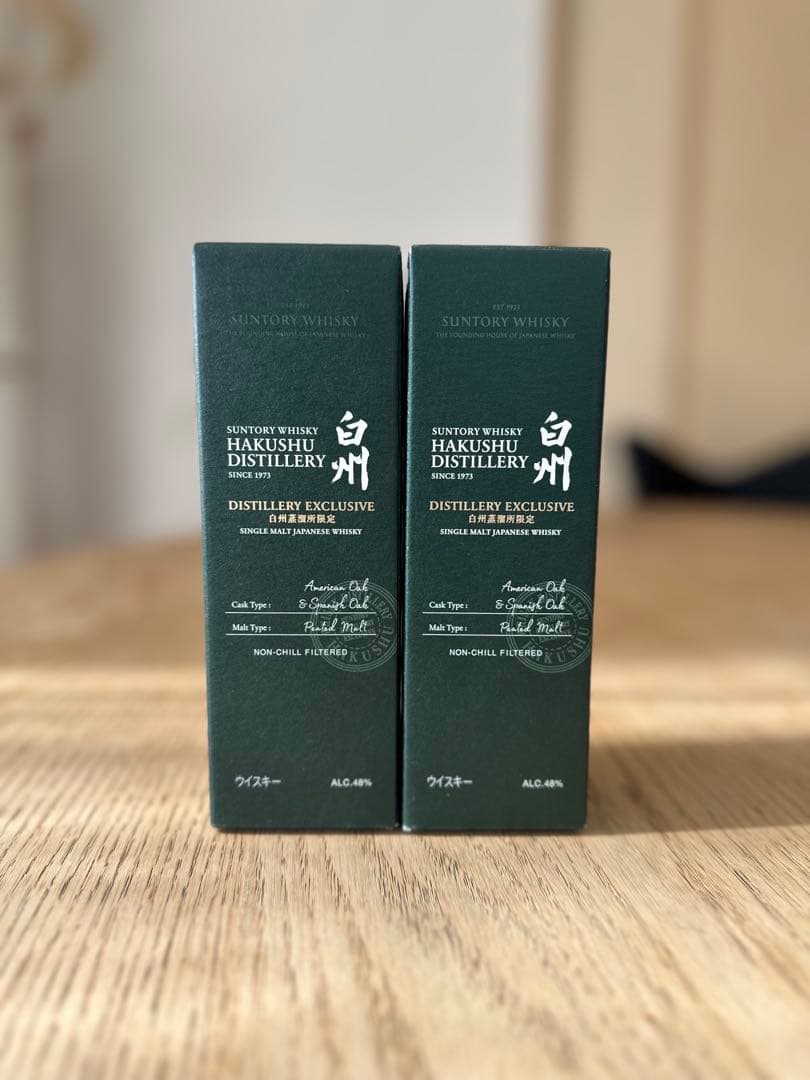 EST 1923
SUNTORY WHISKY
THE FOUNDING HOUSE OF JAPANESE WHISKY
SUNTORY WHISKY
HAKUSHU
DISTILLERY
SINCE 1973
白州
DISTILLERY EXCLUSIVE
白州蒸溜所限定
SINGLE MALT JAPANESE WHISKY
American Oak
Cask Type : & Spanish Oak
Malt Type : Peated Malt
NON-CHILL FILTERED
HAKUSHU
ウイスキー ALC.48%
EST 1923
SUNTORY WHISKY
THE FOUNDING HOUSE OF JAPANESE WHISKY
SUNTORY WHISKY
HAKUSHU
DISTILLERY
SINCE 1973
白州
DISTILLERY EXCLUSIVE
白州蒸溜所限定
SINGLE MALT JAPANESE WHISKY
American Oak
Cask Type : & Spanish Oak
Malt Type : Peated Malt
NON-CHILL FILTERED
DISTILLERY
HAKUSHU
ウイスキー ALC.48%